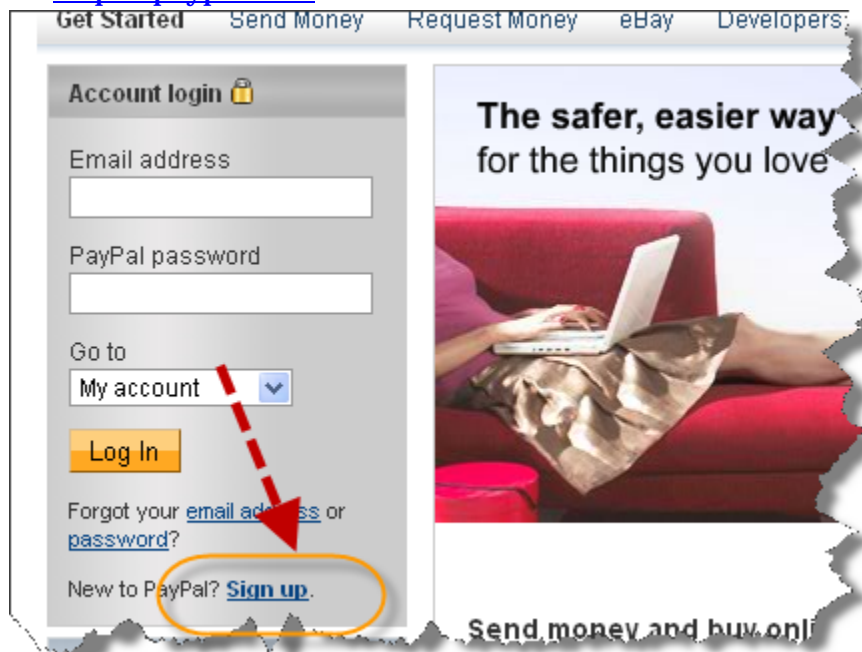 Get Started Send Money Request Money eBay Developers
Account login
Email address
PayPal password
Go to
My account
Log In
Forgot your email address or
password?
New to PayPal? Sign up.
The safer, easier way
for the things you love
Send money and buy onli